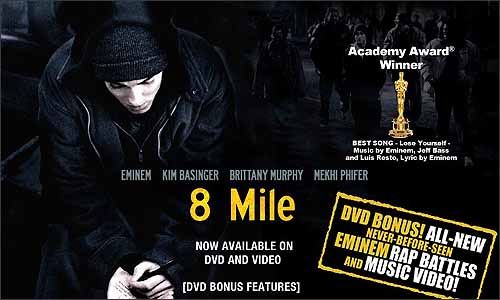 Academy Award®
Winner
BEST SONG - Lose Yourself -
Music by Eminem, Jeff Bass
and Luis Resto, Lyric by Eminem
EMINEM KIM BASINGER BRITTANY MURPHY MEKHI PHIFER
8 Mile
NOW AVAILABLE ON
DVD AND VIDEO
[DVD BONUS FEATURES]
DVD BONUS! ALL-NEW
NEVER-BEFORE-SEEN
EMINEM RAP BATTLES
AND MUSIC VIDEO!